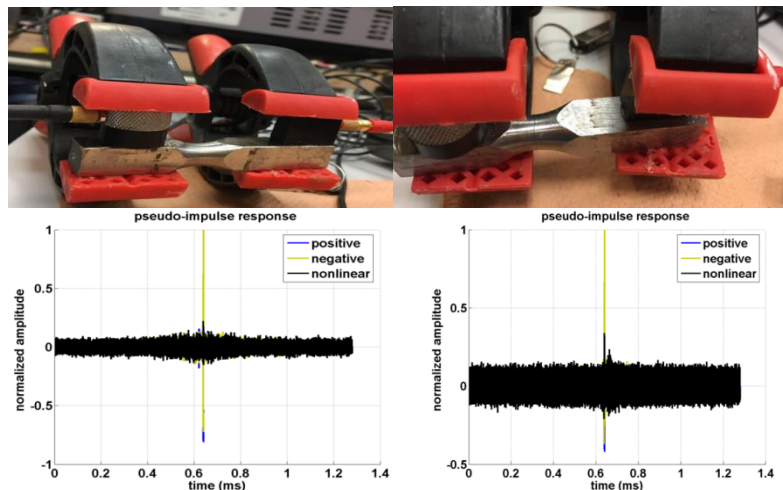 pseudo-impulse response
positive
negative
nonlinear
normalized amplitude
1
0.5
0
-0.5
-1
0 0.2 0.4 0.6 0.8 1 1.2 1.4
time (ms)
pseudo-impulse response
positive
negative
nonlinear
normalized amplitude
1
0.5
0
-0.5
0 0.2 0.4 0.6 0.8 1 1.2 1.4
time (ms)